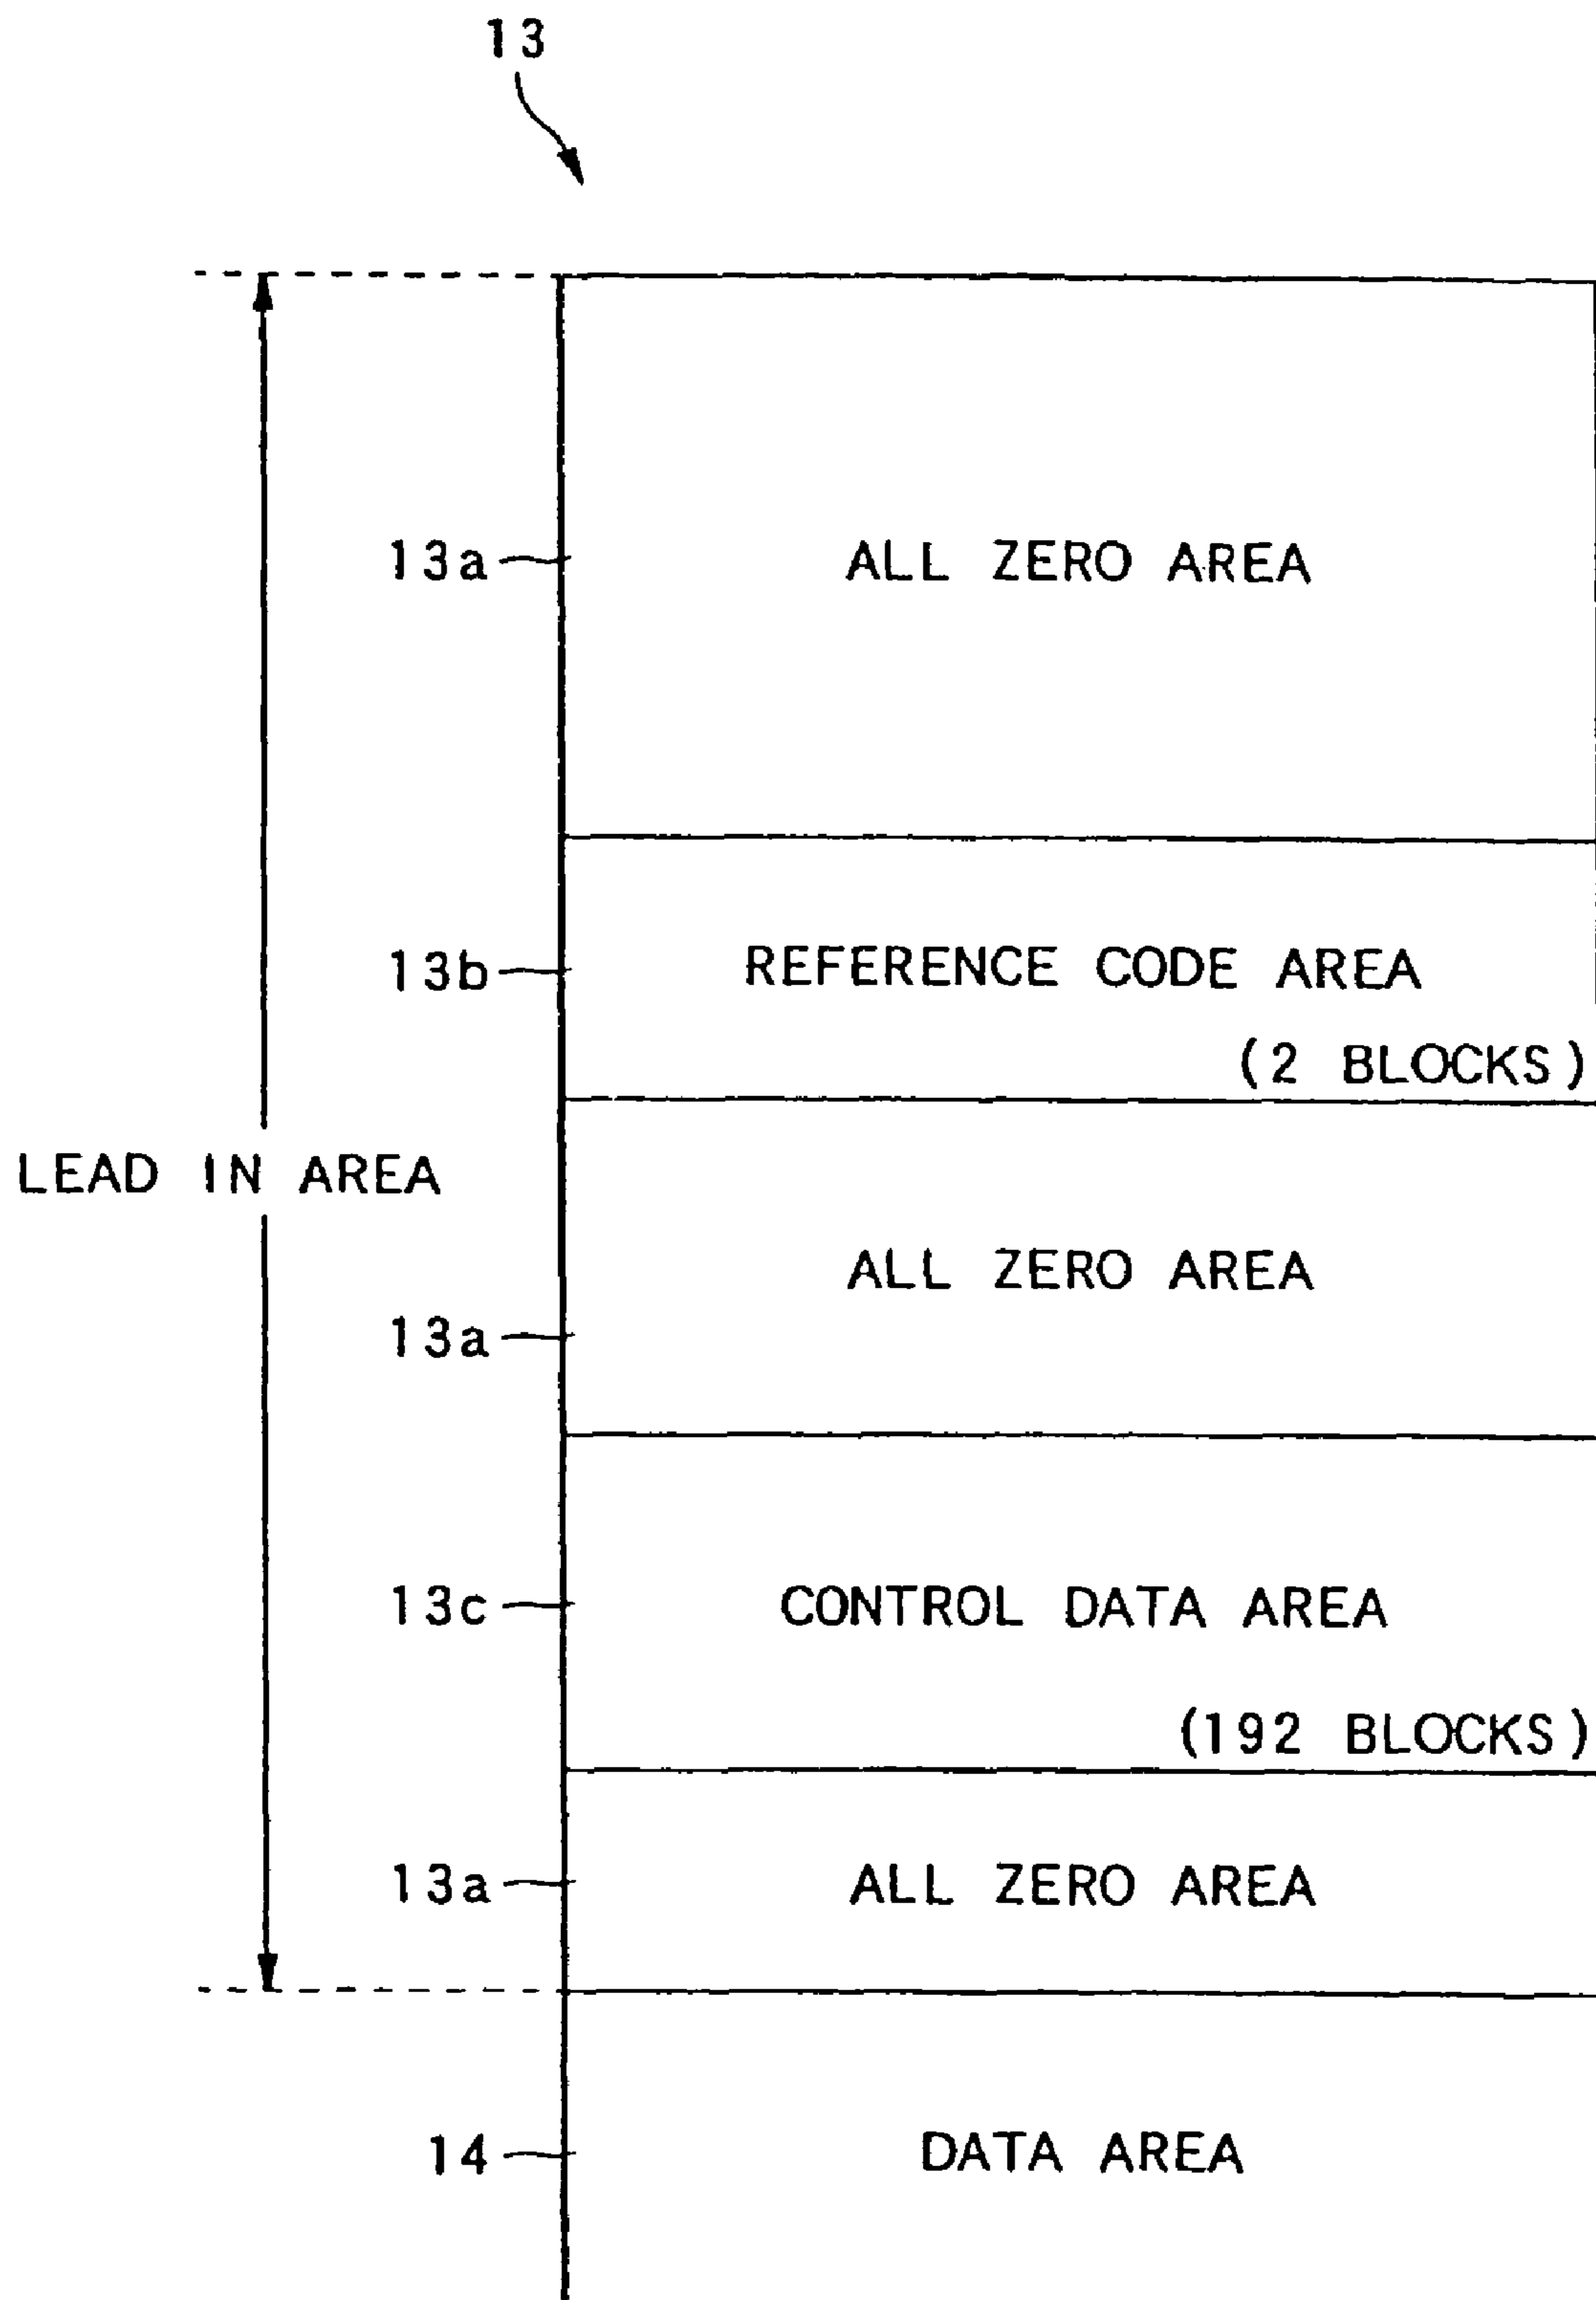 13
13a ALL ZERO AREA
13b REFERENCE CODE AREA
(2 BLOCKS)
LEAD IN AREA
ALL ZERO AREA
13a
13c CONTROL DATA AREA
(192 BLOCKS)
13a ALL ZERO AREA
14 DATA AREA